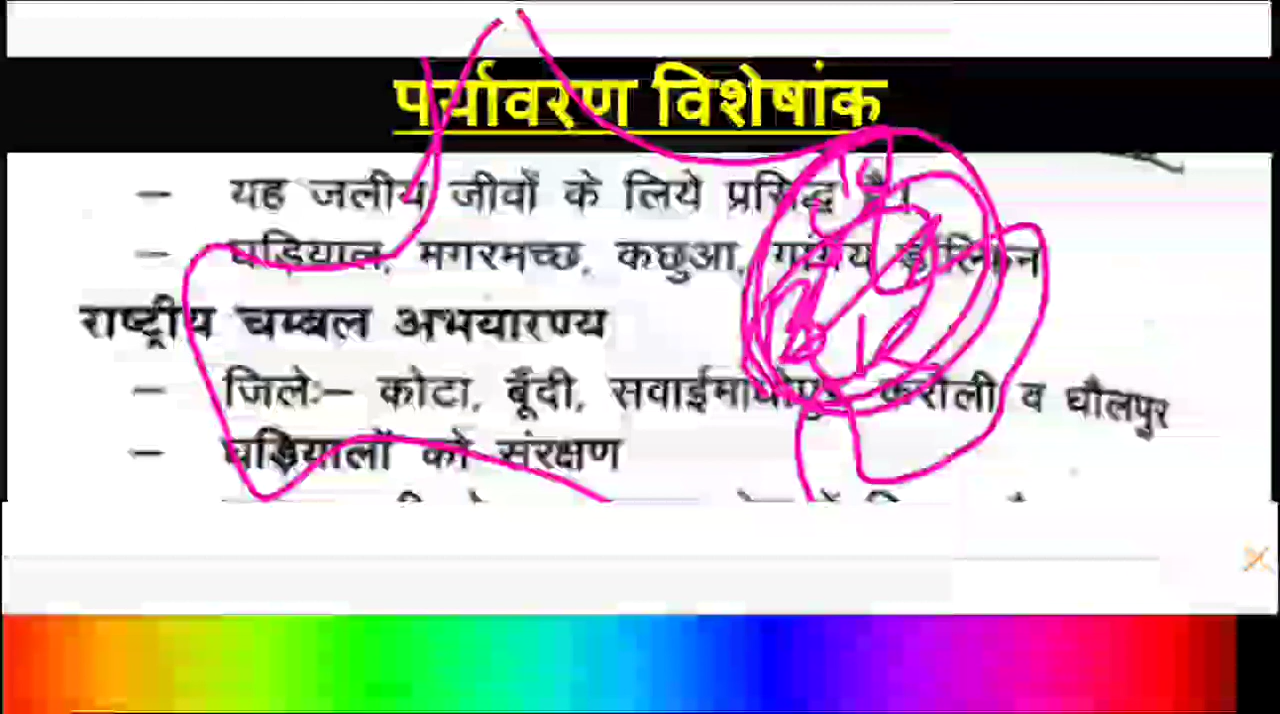 पर्यावरण विशेषांक
– यह जलीय जीवों के लिये प्रसिद्ध है।
– घडियाल, मगरमच्छ, कछुआ, गांगेय डॉल्फिन
राष्ट्रीय चम्बल अभयारण्य
– जिले:– कोटा, बूँदी, सवाईमाधोपुर, करौली व धौलपुर
– घडियालों को संरक्षण